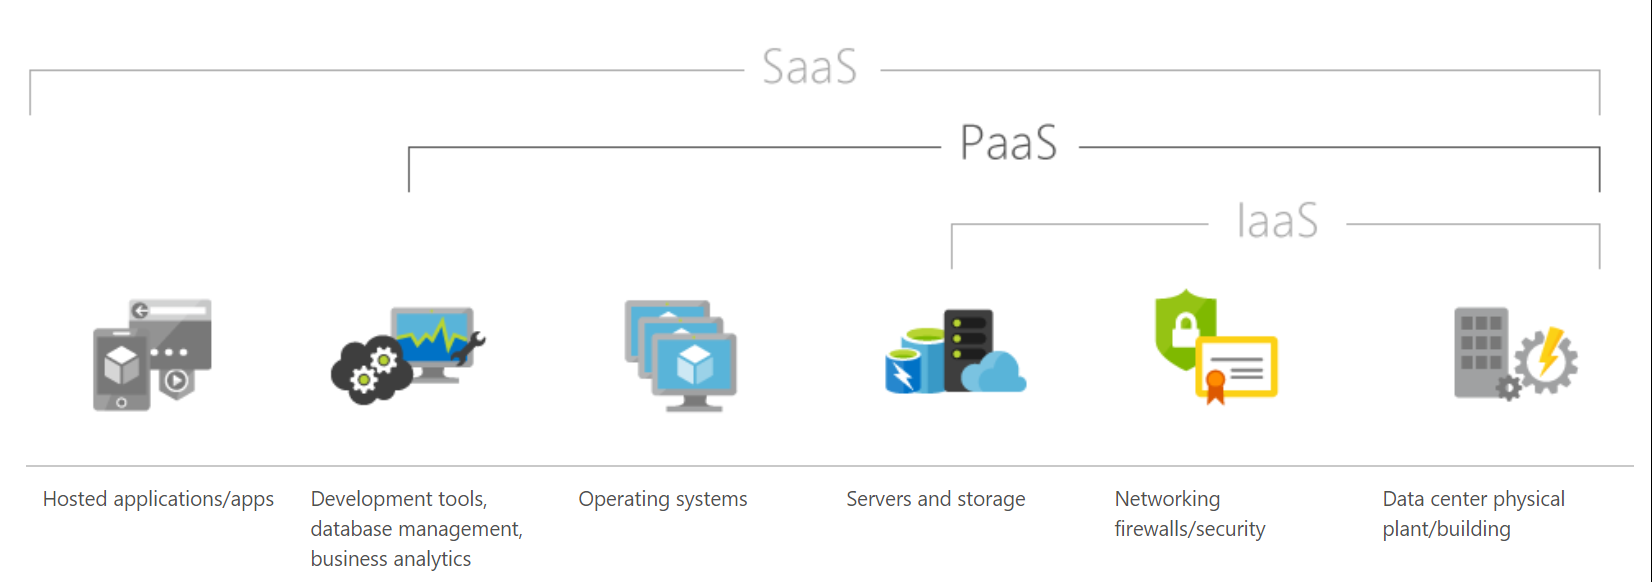 SaaS
PaaS
IaaS
Hosted applications/apps
Development tools,
database management,
business analytics
Operating systems
Servers and storage
Networking
firewalls/security
Data center physical
plant/building